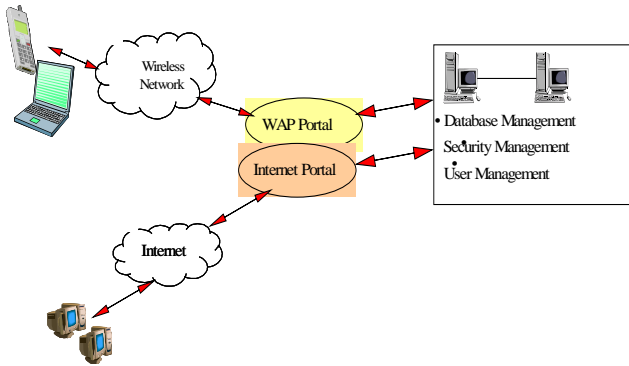 Wireless
Network
WAP Portal
Internet Portal
Internet
• Database Management
• Security Management
• User Management